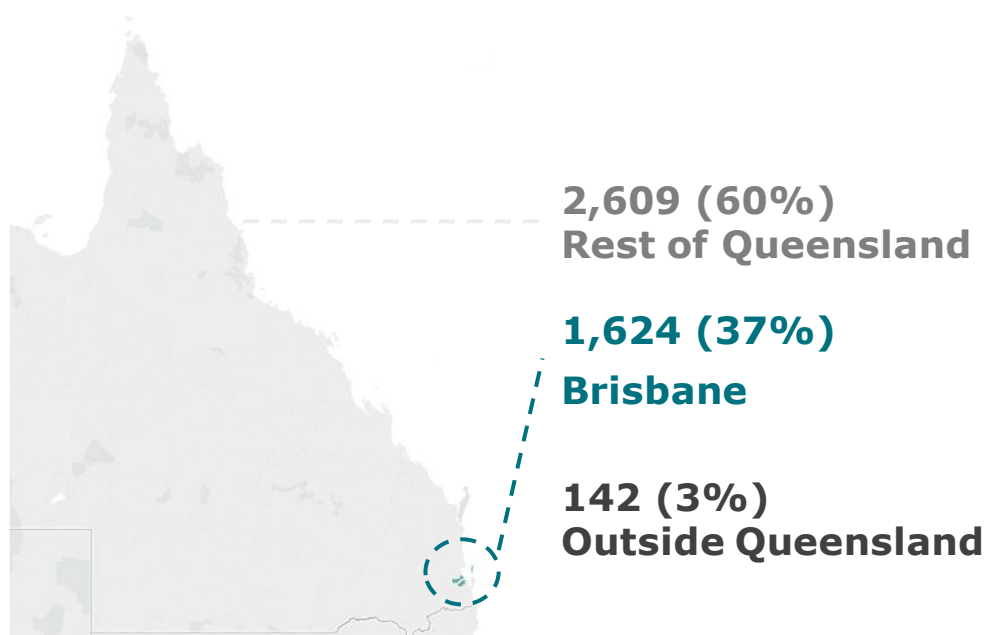 2,609 (60%)
Rest of Queensland
1,624 (37%)
Brisbane
142 (3%)
Outside Queensland